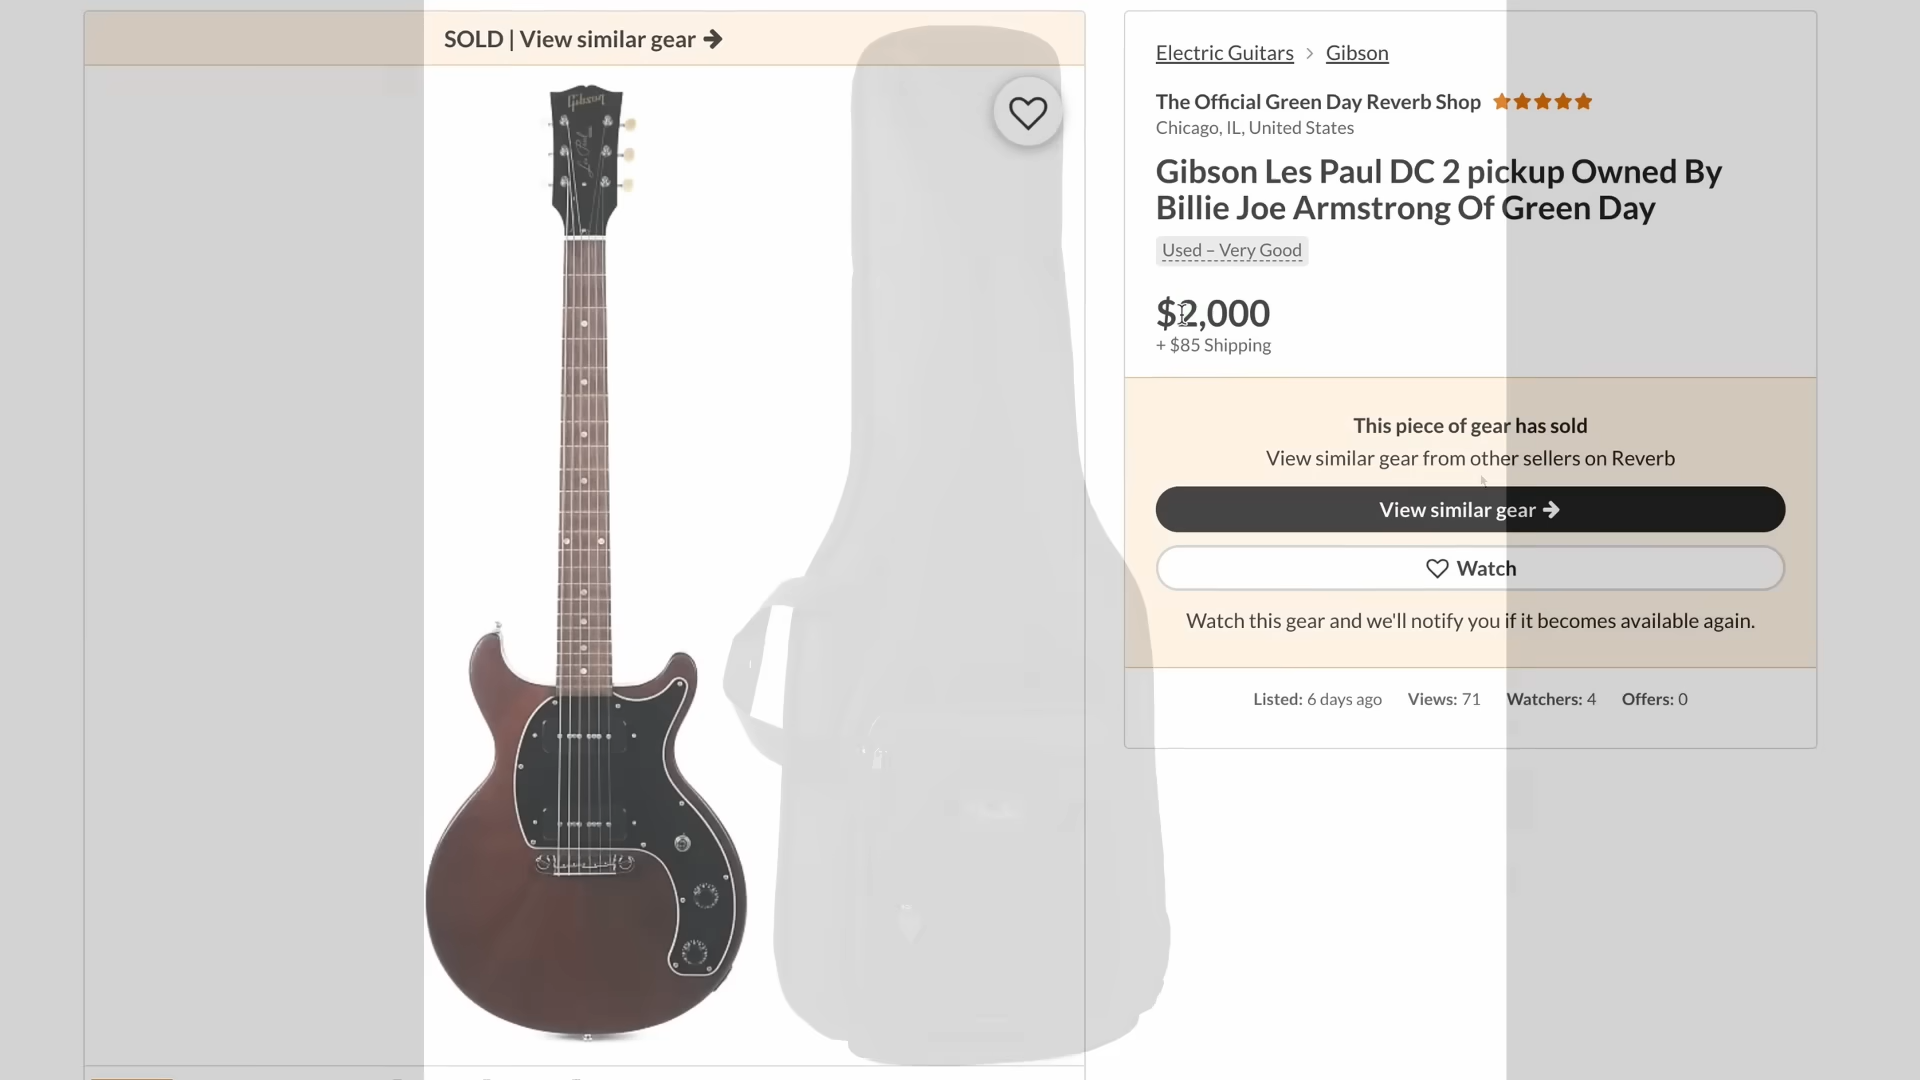 SOLD | View similar gear →
Gibson
Les Paul
Electric Guitars > Gibson
The Official Green Day Reverb Shop
Chicago, IL, United States
Gibson Les Paul DC 2 pickup Owned By
Billie Joe Armstrong Of Green Day
Used – Very Good
$2,000
+ $85 Shipping
This piece of gear has sold
View similar gear from other sellers on Reverb
View similar gear →
Watch
Watch this gear and we'll notify you if it becomes available again.
Listed: 6 days ago Views: 71 Watchers: 4 Offers: 0